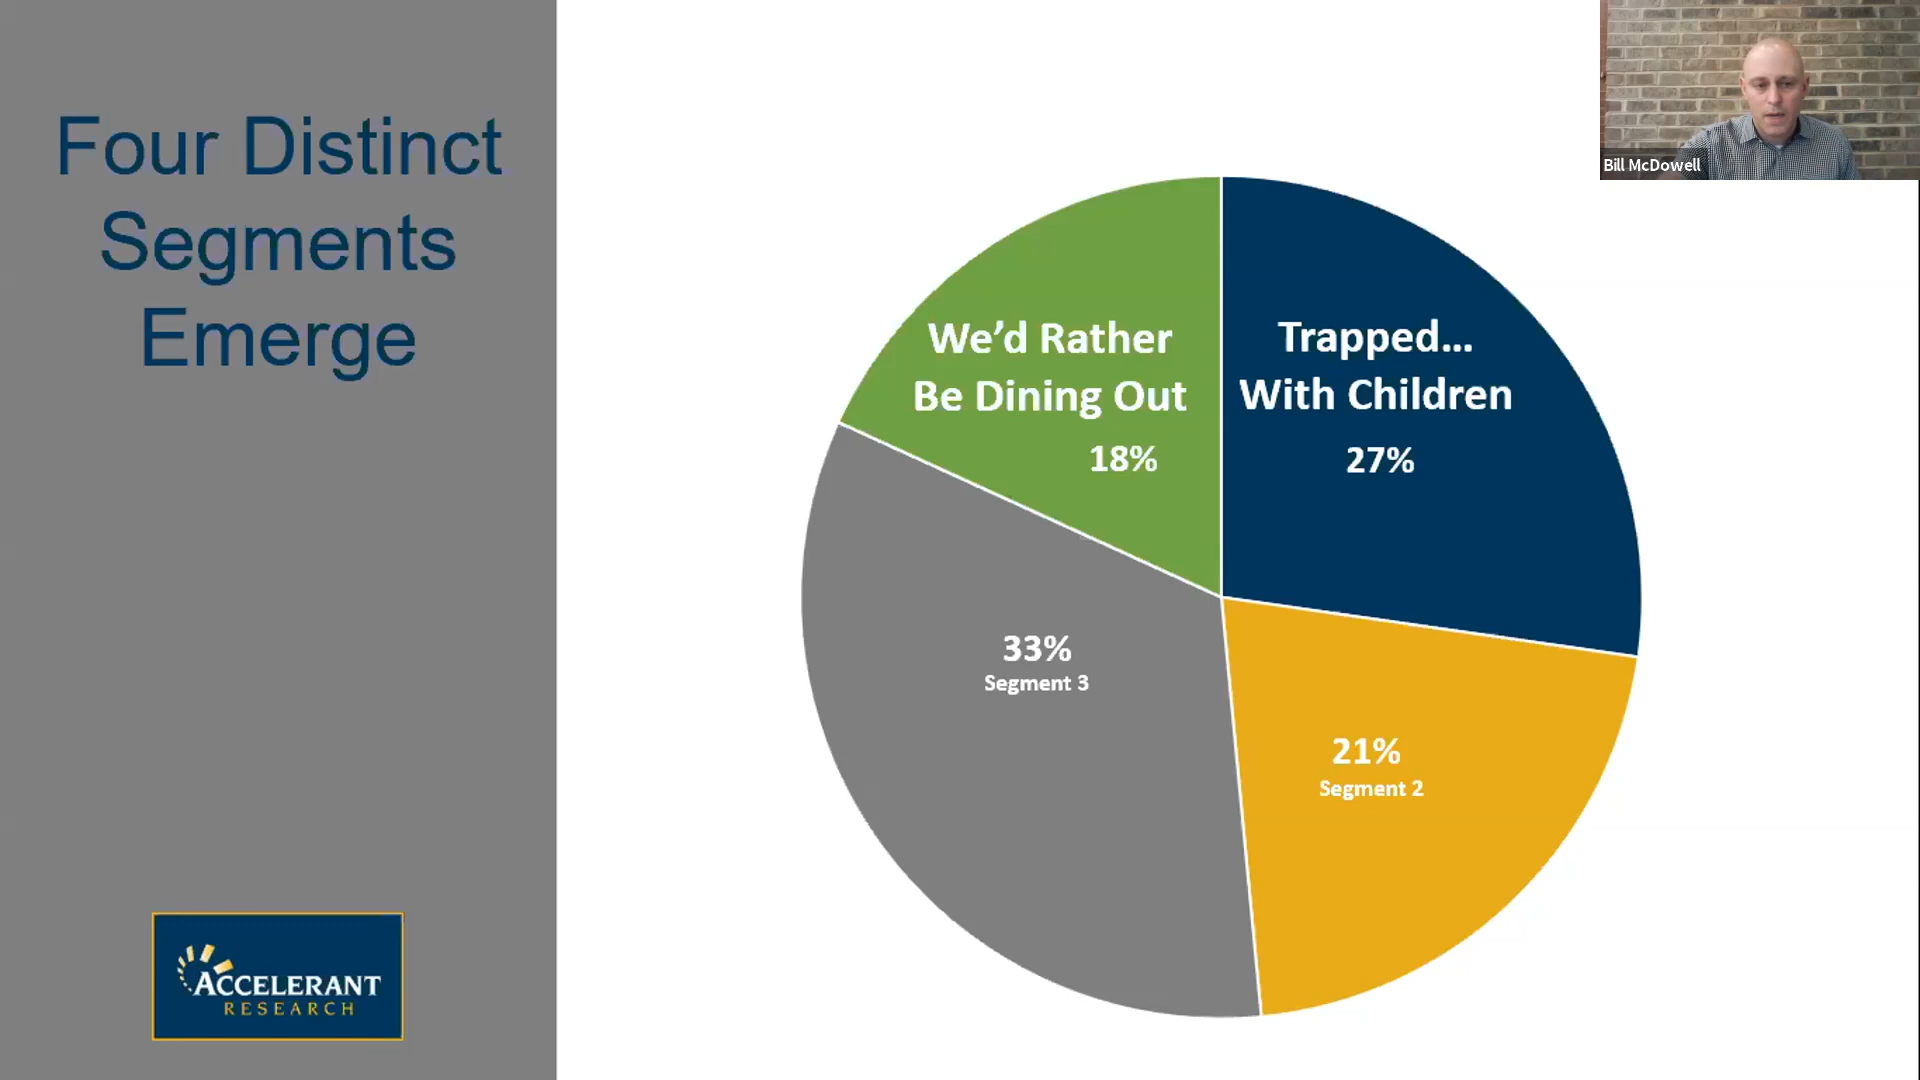 Four Distinct
Segments
Emerge
Bill McDowell
We’d Rather
Be Dining Out
18%
Trapped...
With Children
27%
33%
Segment 3
21%
Segment 2
ACCELERANT
RESEARCH